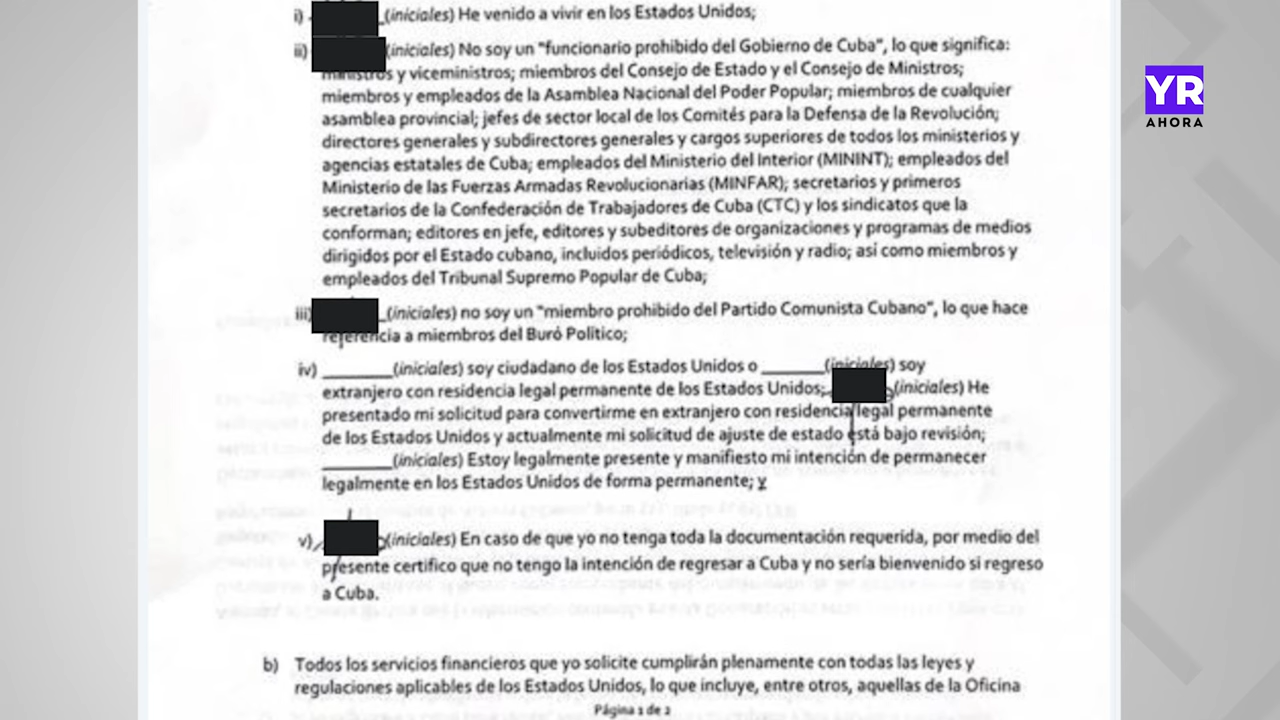 i) (iniciales) He venido a vivir en los Estados Unidos;
ii) (iniciales) No soy un "funcionario prohibido del Gobierno de Cuba", lo que significa:
ministros y viceministros; miembros del Consejo de Estado y el Consejo de Ministros;
miembros y empleados de la Asamblea Nacional del Poder Popular; miembros de cualquier
asamblea provincial; jefes de sector local de los Comités para la Defensa de la Revolución;
directores generales y subdirectores generales y cargos superiores de todos los ministerios y
agencias estatales de Cuba; empleados del Ministerio del Interior (MININT); empleados del
Ministerio de las Fuerzas Armadas Revolucionarias (MINFAR); secretarios y primeros
secretarios de la Confederación de Trabajadores de Cuba (CTC) y los sindicatos que la
conforman; editores en jefe, editores y subeditores de organizaciones y programas de medios
dirigidos por el Estado cubano, incluidos periódicos, televisión y radio; así como miembros y
empleados del Tribunal Supremo Popular de Cuba;
iii) (iniciales) no soy un "miembro prohibido del Partido Comunista Cubano", lo que hace
referencia a miembros del Buró Político;
iv) _______(iniciales) soy ciudadano de los Estados Unidos o ______(iniciales) soy
extranjero con residencia legal permanente de los Estados Unidos; (iniciales) He
presentado mi solicitud para convertirme en extranjero con residencia legal permanente
de los Estados Unidos y actualmente mi solicitud de ajuste de estado está bajo revisión;
_______(iniciales) Estoy legalmente presente y manifiesto mi intención de permanecer
legalmente en los Estados Unidos de forma permanente; y
v) (iniciales) En caso de que yo no tenga toda la documentación requerida, por medio del
presente certifico que no tengo la intención de regresar a Cuba y no sería bienvenido si regreso
a Cuba.
b) Todos los servicios financieros que yo solicite cumplirán plenamente con todas las leyes y
regulaciones aplicables de los Estados Unidos, lo que incluye, entre otros, aquellas de la Oficina
Página 1 de 2
YR
AHORA